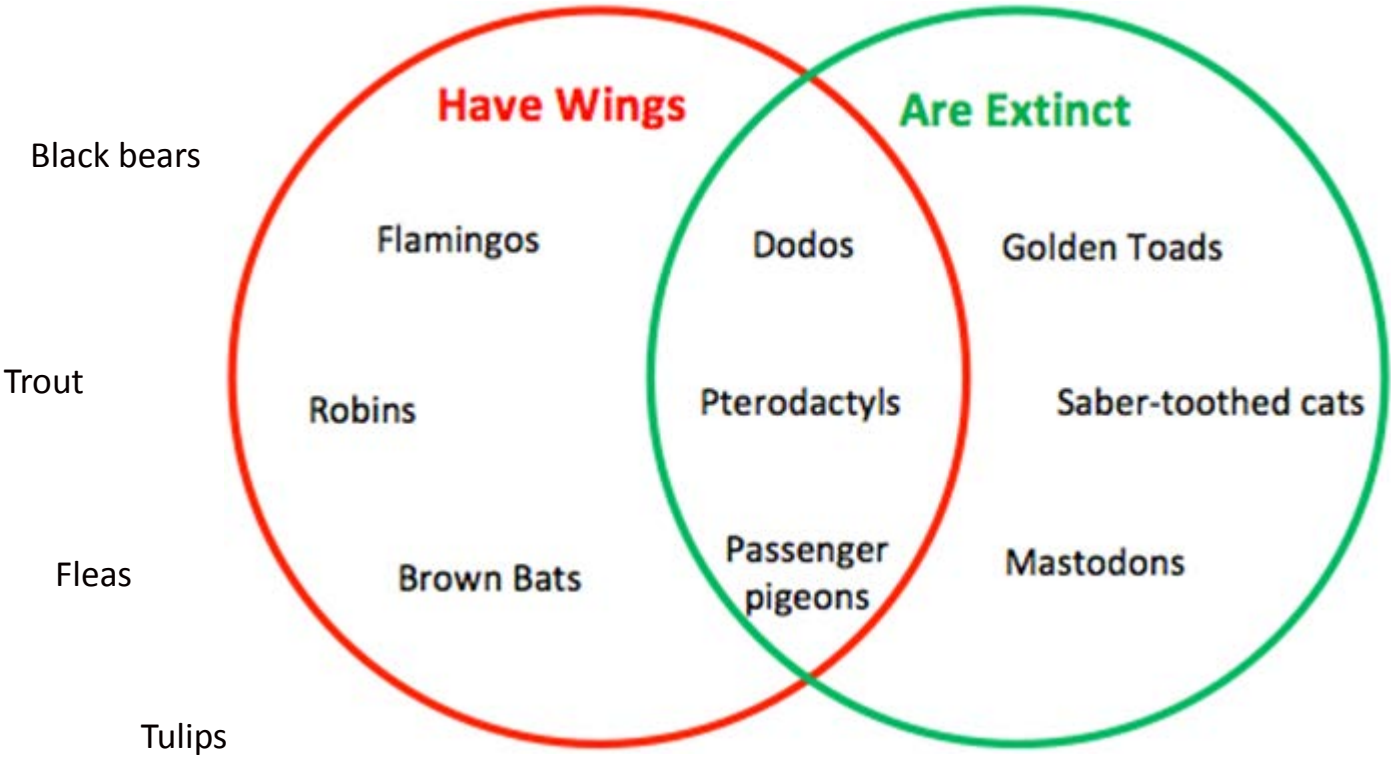 Have Wings
Are Extinct
Black bears
Flamingos
Dodos
Golden Toads
Trout
Robins
Pterodactyls
Saber-toothed cats
Fleas
Brown Bats
Passenger
pigeons
Mastodons
Tulips